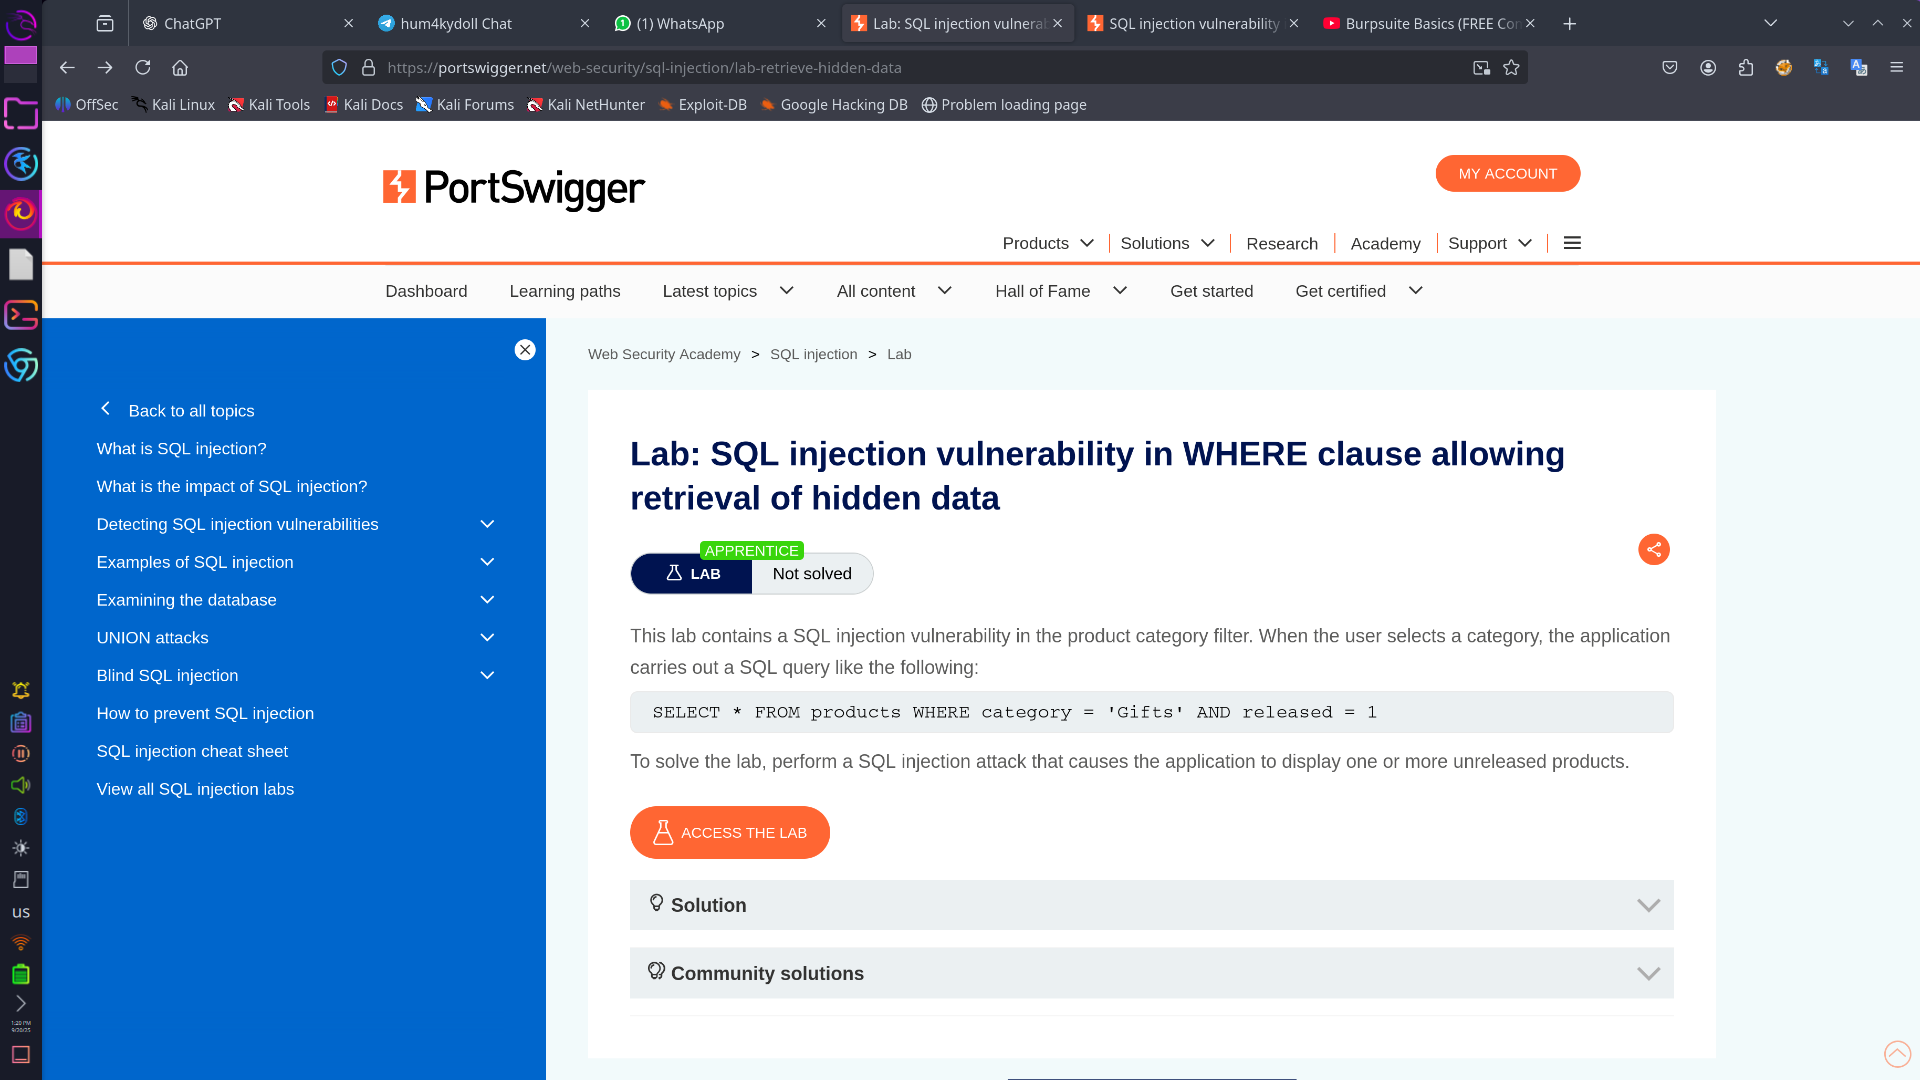 ChatGPT
hum4kydoll Chat
(1) WhatsApp
Lab: SQL injection vulnerab
SQL injection vulnerability
Burpsuite Basics (FREE Con
https://portswigger.net/web-security/sql-injection/lab-retrieve-hidden-data
OffSec
Kali Linux
Kali Tools
Kali Docs
Kali Forums
Kali NetHunter
Exploit-DB
Google Hacking DB
Problem loading page
PortSwigger
MY ACCOUNT
Products
Solutions
Research
Academy
Support
Dashboard
Learning paths
Latest topics
All content
Hall of Fame
Get started
Get certified
Back to all topics
What is SQL injection?
What is the impact of SQL injection?
Detecting SQL injection vulnerabilities
Examples of SQL injection
Examining the database
UNION attacks
Blind SQL injection
How to prevent SQL injection
SQL injection cheat sheet
View all SQL injection labs
Web Security Academy > SQL injection > Lab
Lab: SQL injection vulnerability in WHERE clause allowing
retrieval of hidden data
APPRENTICE
LAB
Not solved
This lab contains a SQL injection vulnerability in the product category filter. When the user selects a category, the application
carries out a SQL query like the following:
SELECT * FROM products WHERE category = 'Gifts' AND released = 1
To solve the lab, perform a SQL injection attack that causes the application to display one or more unreleased products.
ACCESS THE LAB
Solution
Community solutions
us
1:20 PM
9/20/25